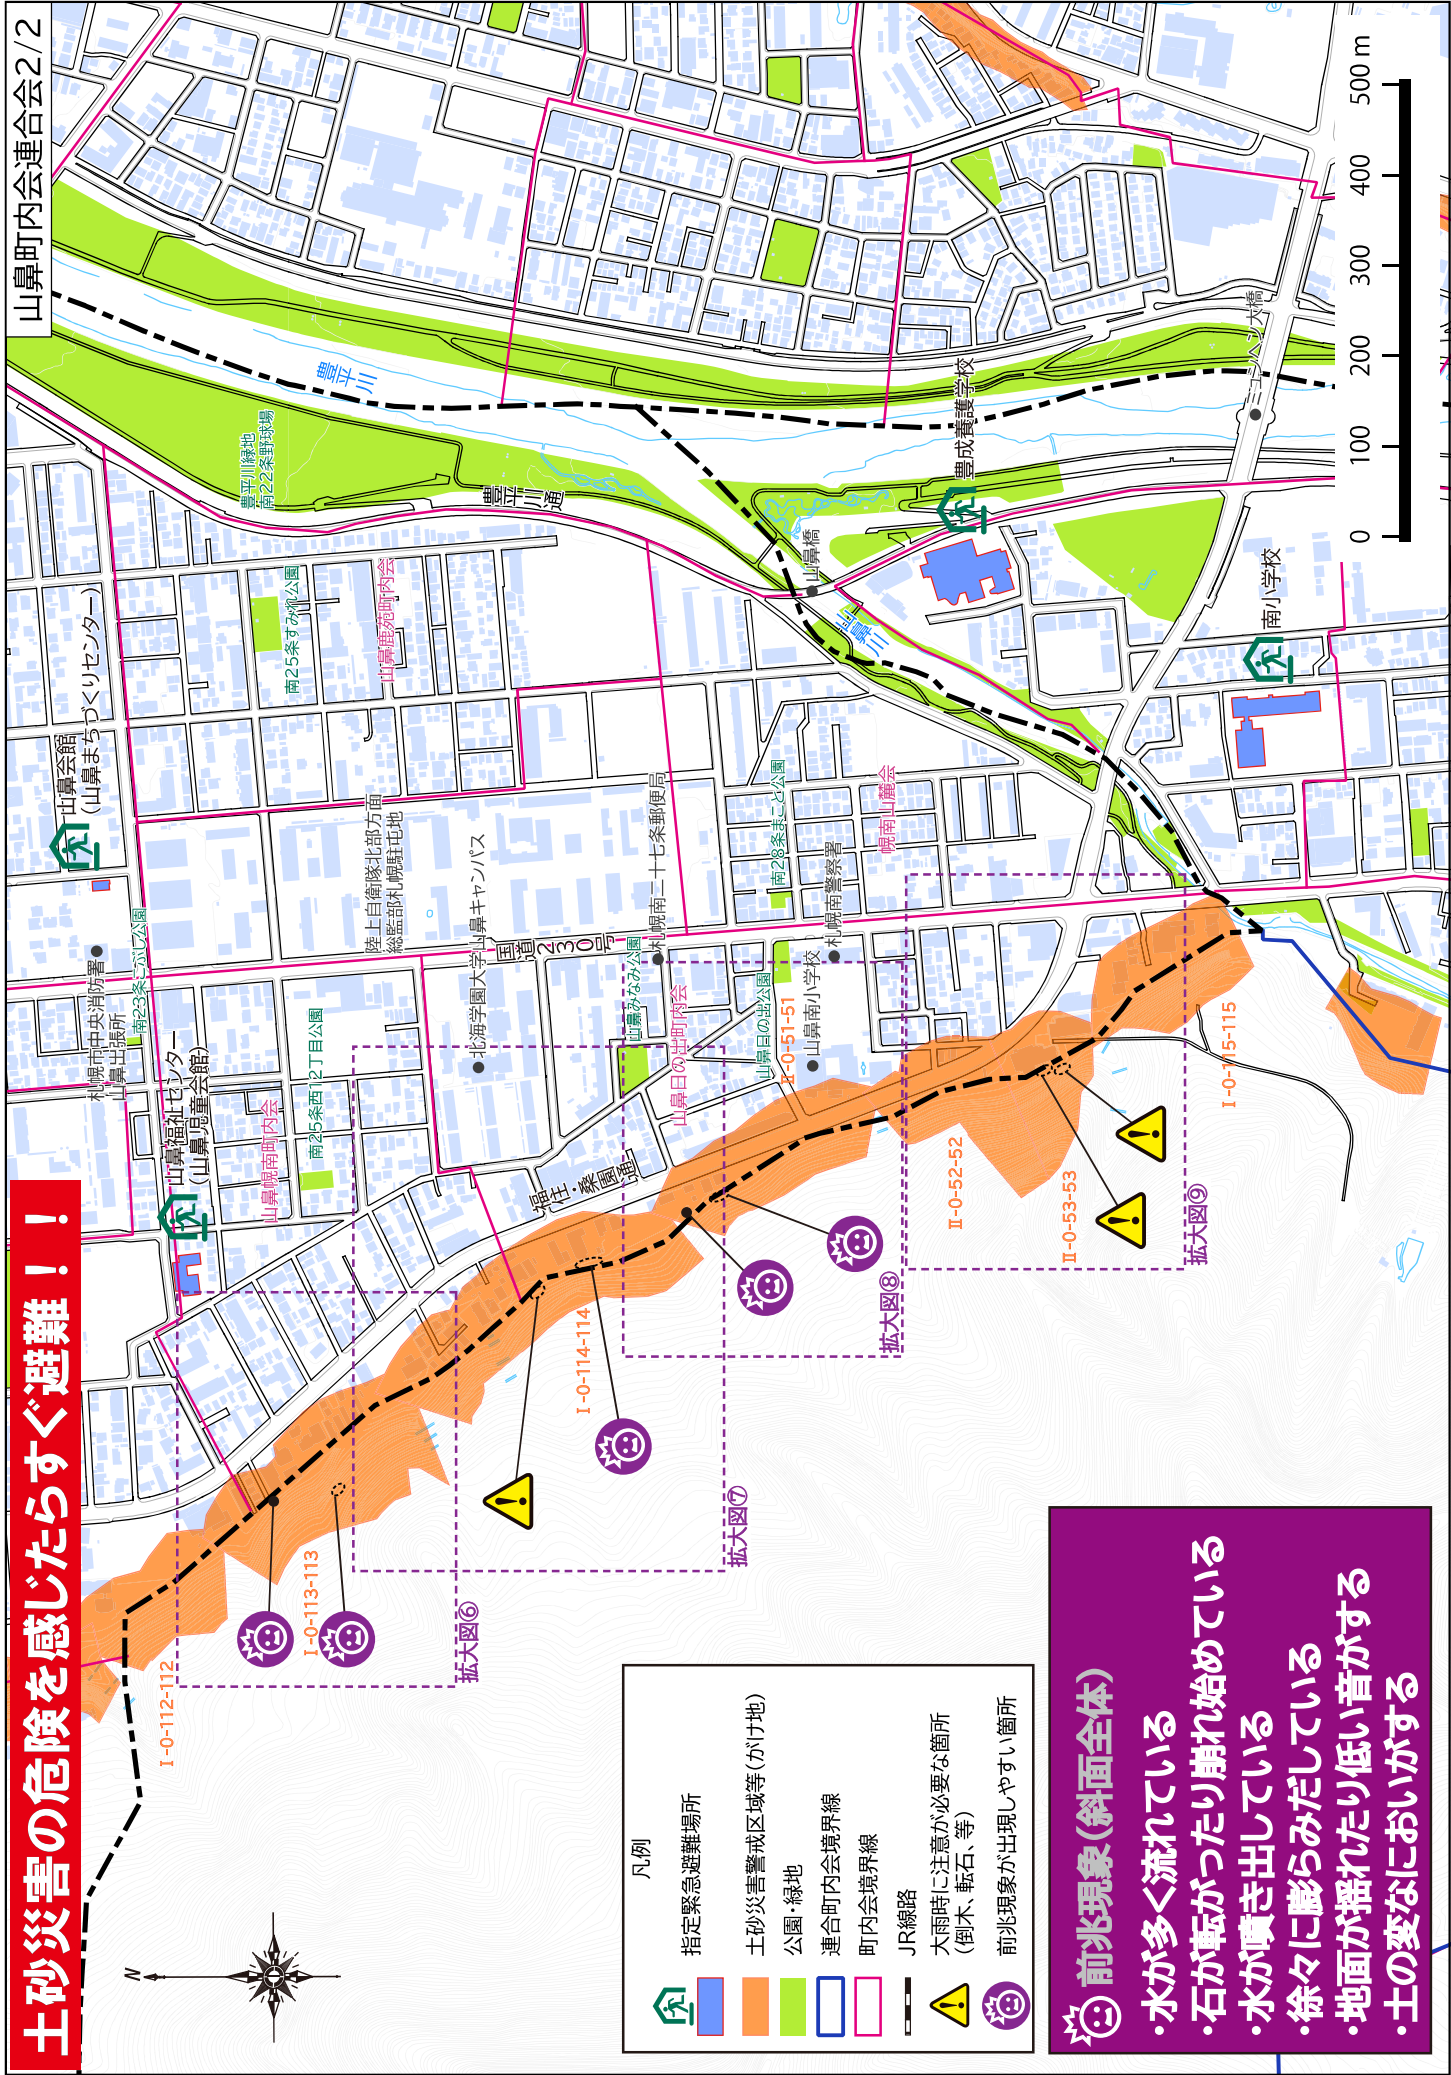 土砂災害の危険を感じたらすぐ避難！！
山鼻町内会連合会2/2
豊平川
豊平川緑地
南22条野球場
豊平川通
山鼻会館
（山鼻まちづくりセンター）
南25条すみれ公園
山鼻鹿苑町内会
山鼻橋
山鼻川
豊成養護学校
ミュンヘン大橋
南小学校
札幌市中央消防署
山鼻出張所
南23条こがし公園
陸上自衛隊北部方面
総監部札幌駐屯地
北海学園大学山鼻キャンパス
国道230号
札幌南二十七条郵便局
南28条まこと公園
札幌南警察署
幌南山麓会
山鼻福祉センター
（山鼻児童会館）
山鼻幌南町内会
南25条西12丁目公園
山鼻みなみ公園
山鼻日の出町内会
山鼻日の出公園
山鼻南小学校
福住・桑園通
I-0-112-112
I-0-113-113
I-0-114-114
II-0-51-51
II-0-52-52
II-0-53-53
I-0-115-115
拡大図⑥
拡大図⑦
拡大図⑧
拡大図⑨
N
凡例
指定緊急避難場所
土砂災害警戒区域等（がけ地）
公園・緑地
連合町内会境界線
町内会境界線
JR線路
大雨時に注意が必要な箇所
（倒木、転石、等）
前兆現象が出現しやすい箇所
前兆現象（斜面全体）
・水が多く流れている
・石が転がったり崩れ始めている
・水が噴き出している
・徐々に膨らみだしている
・地面が揺れたり低い音がする
・土の変なにおいがする
0 100 200 300 400 500 m